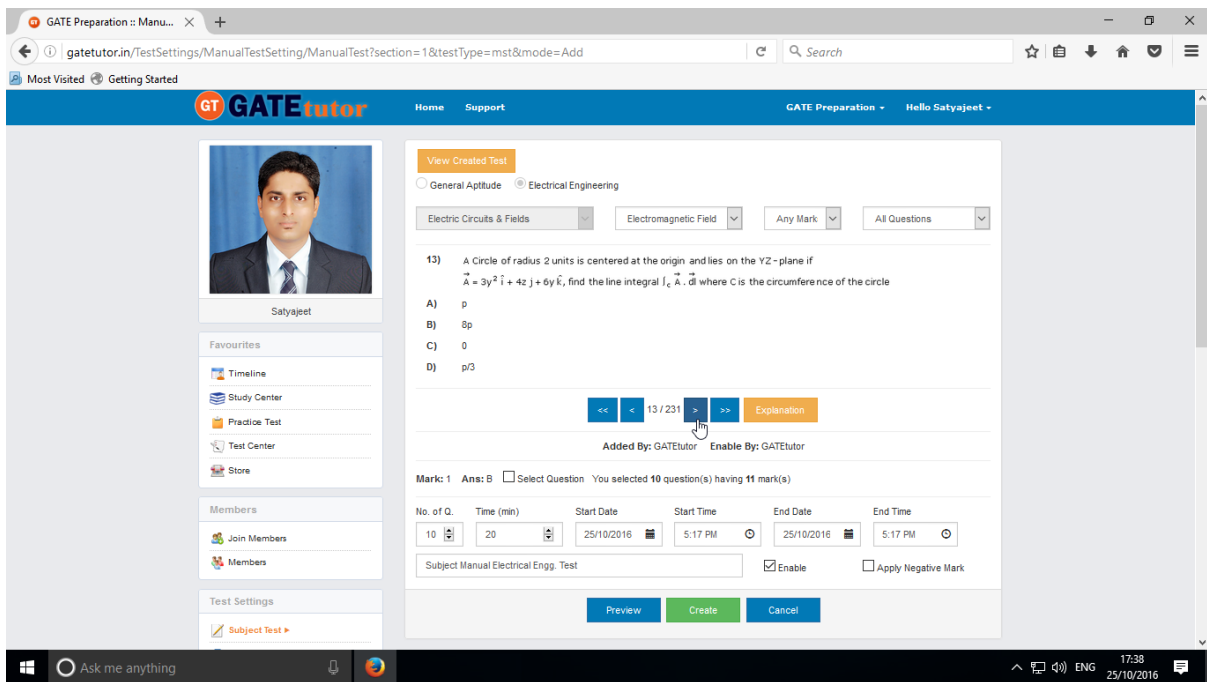 GATE Preparation :: Manu...
gatetutor.in/TestSettings/ManualTestSetting/ManualTest?section=1&testType=mst&mode=Add
Search
Most Visited Getting Started
GT GATEtutor Home Support GATE Preparation Hello Satyajeet
View Created Test
General Aptitude Electrical Engineering
Electric Circuits & Fields Electromagnetic Field Any Mark All Questions
13) A Circle of radius 2 units is centered at the origin and lies on the YZ-plane if
A⃗ = 3y² î + 4z j + 6y k̂, find the line integral ∫c A⃗ . dl⃗ where C is the circumference of the circle
A) p
B) 8p
C) 0
D) p/3
<< < 13 / 231 > >> Explanation
Added By: GATEtutor Enable By: GATEtutor
Mark: 1 Ans: B Select Question You selected 10 question(s) having 11 mark(s)
No. of Q. Time (min) Start Date Start Time End Date End Time
10 20 25/10/2016 5:17 PM 25/10/2016 5:17 PM
Subject Manual Electrical Engg. Test Enable Apply Negative Mark
Preview Create Cancel
Satyajeet
Favourites
Timeline
Study Center
Practice Test
Test Center
Store
Members
Join Members
Members
Test Settings
Subject Test
Ask me anything
ENG
17:38
25/10/2016